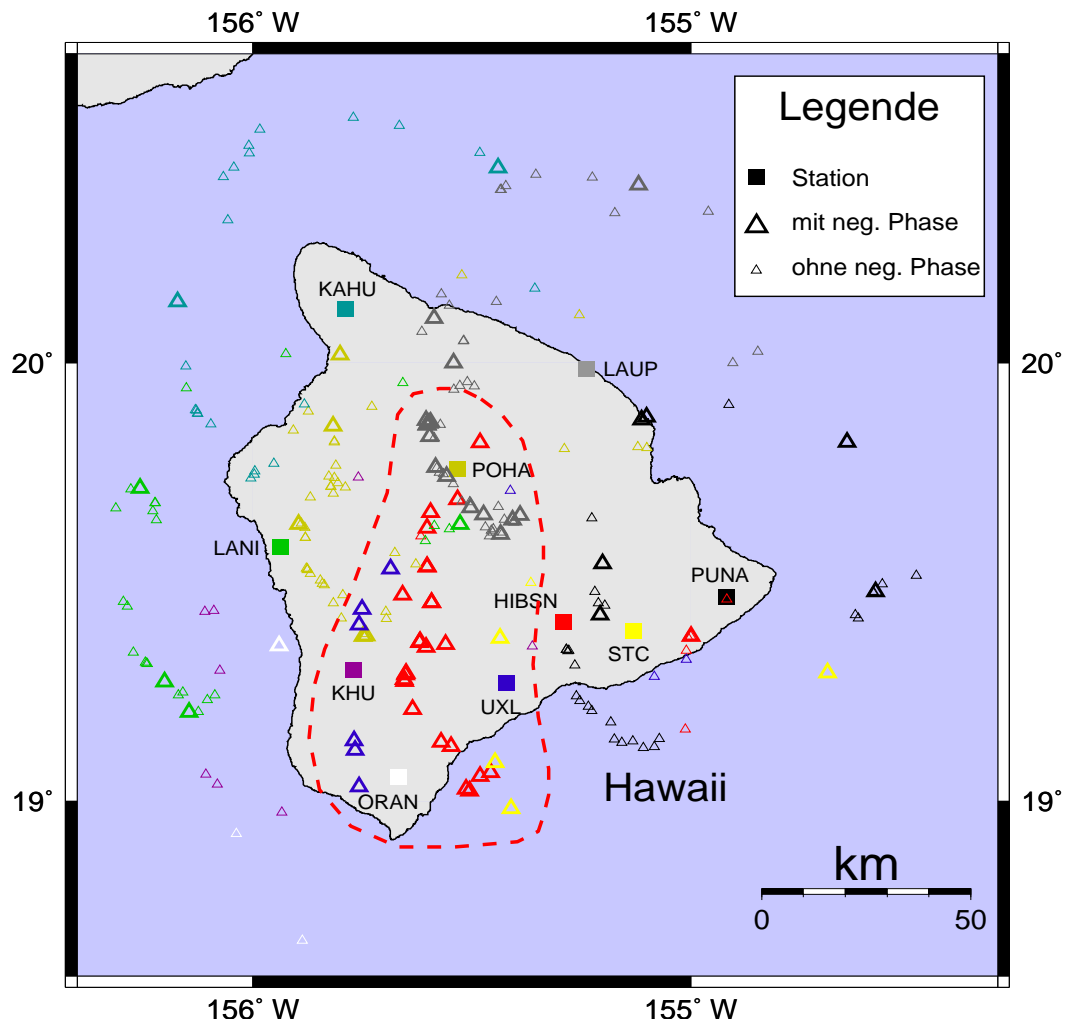 156° W 155° W
Legende
Station
mit neg. Phase
ohne neg. Phase
KAHU
20° LAUP 20°
POHA
LANI
PUNA
HIBSN
STC
KHU UXL
Hawaii
ORAN
19° 19°
km
0 50
156° W 155° W